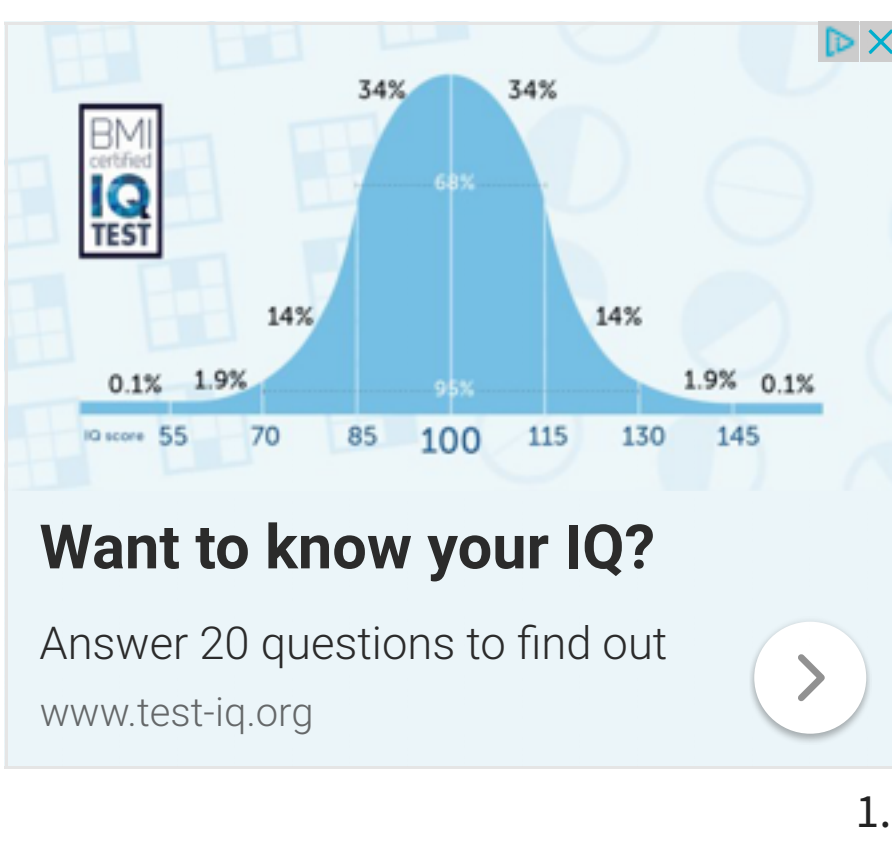 34% 34%
BMI
certified
IQ
TEST
68%
14% 14%
0.1% 1.9% 95% 1.9% 0.1%
IQ score 55 70 85 100 115 130 145
Want to know your IQ?
Answer 20 questions to find out
www.test-iq.org
1.